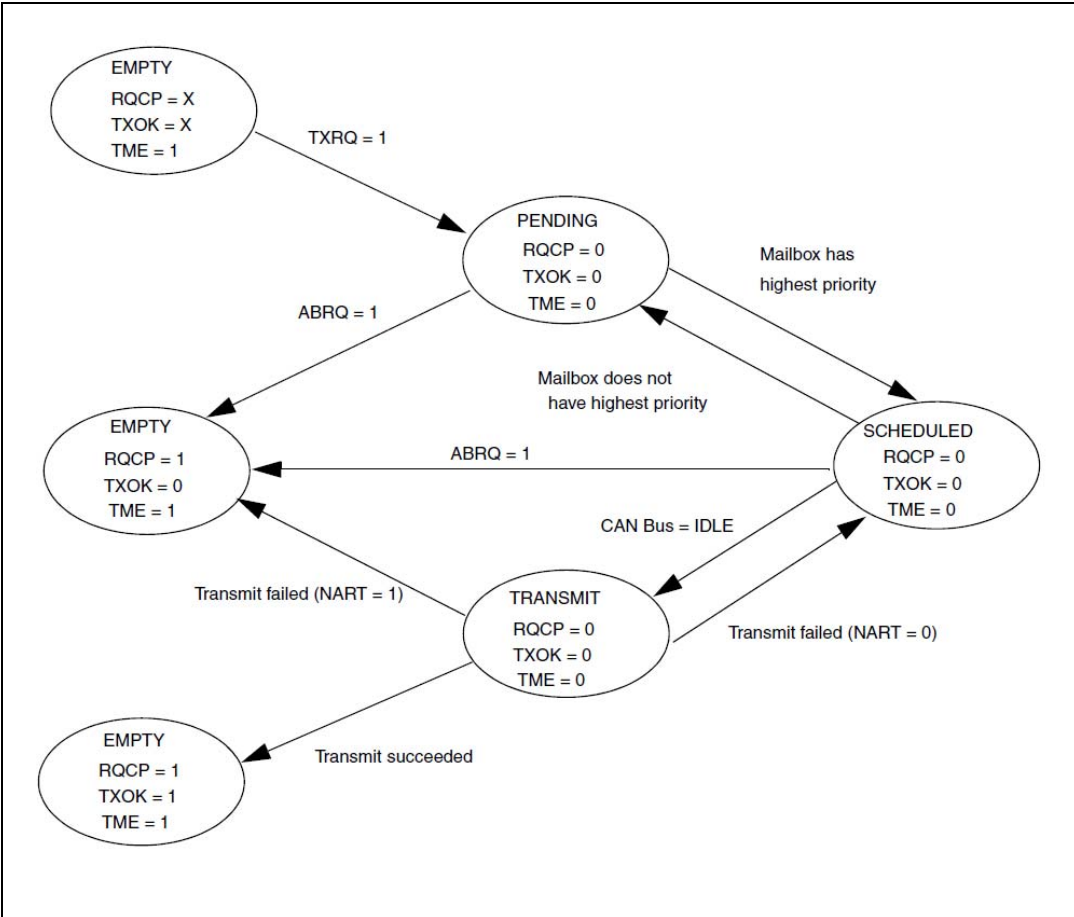 EMPTY
RQCP = X
TXOK = X
TME = 1
TXRQ = 1
PENDING
RQCP = 0
TXOK = 0
TME = 0
Mailbox has
highest priority
ABRQ = 1
Mailbox does not
have highest priority
EMPTY
RQCP = 1
TXOK = 0
TME = 1
ABRQ = 1
SCHEDULED
RQCP = 0
TXOK = 0
TME = 0
CAN Bus = IDLE
Transmit failed (NART = 1)
TRANSMIT
RQCP = 0
TXOK = 0
TME = 0
Transmit failed (NART = 0)
EMPTY
RQCP = 1
TXOK = 1
TME = 1
Transmit succeeded